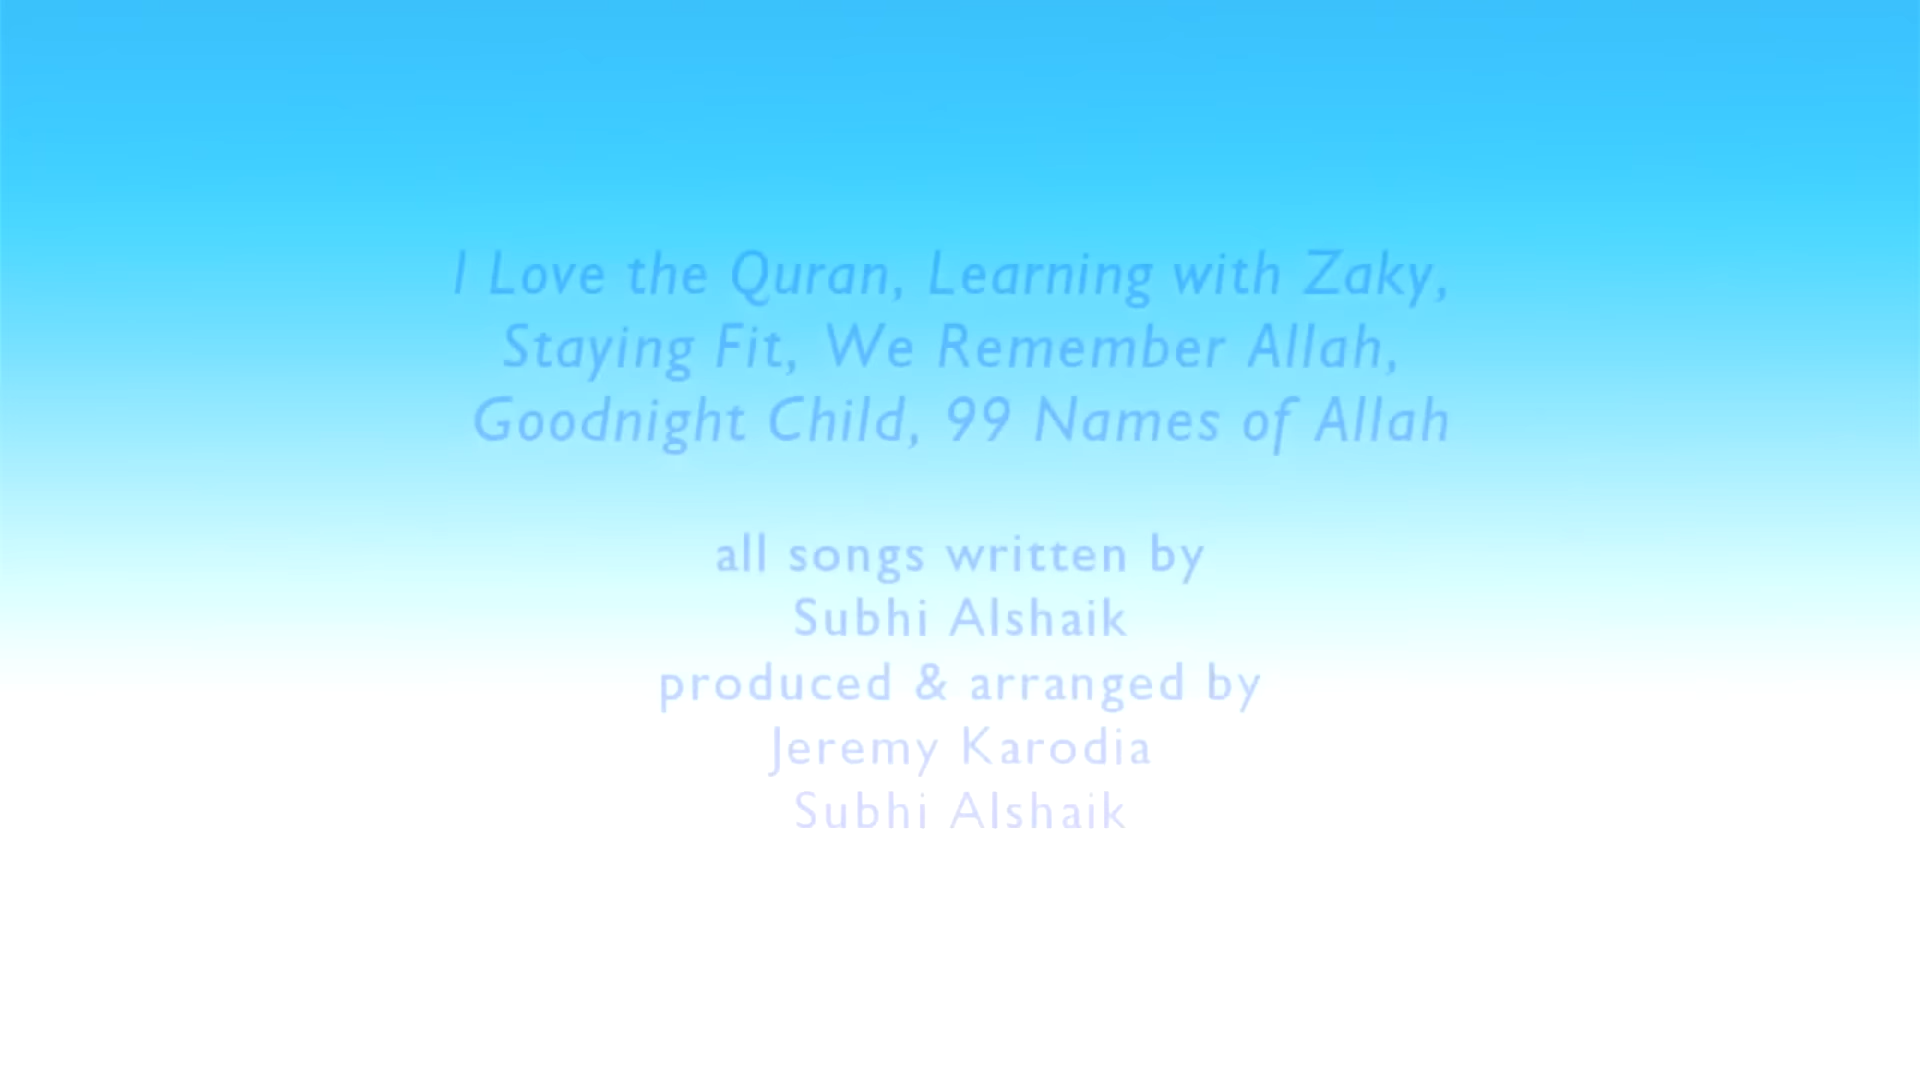 I Love the Quran, Learning with Zaky,
Staying Fit, We Remember Allah,
Goodnight Child, 99 Names of Allah
all songs written by
Subhi Alshaik
produced & arranged by
Jeremy Karodia
Subhi Alshaik